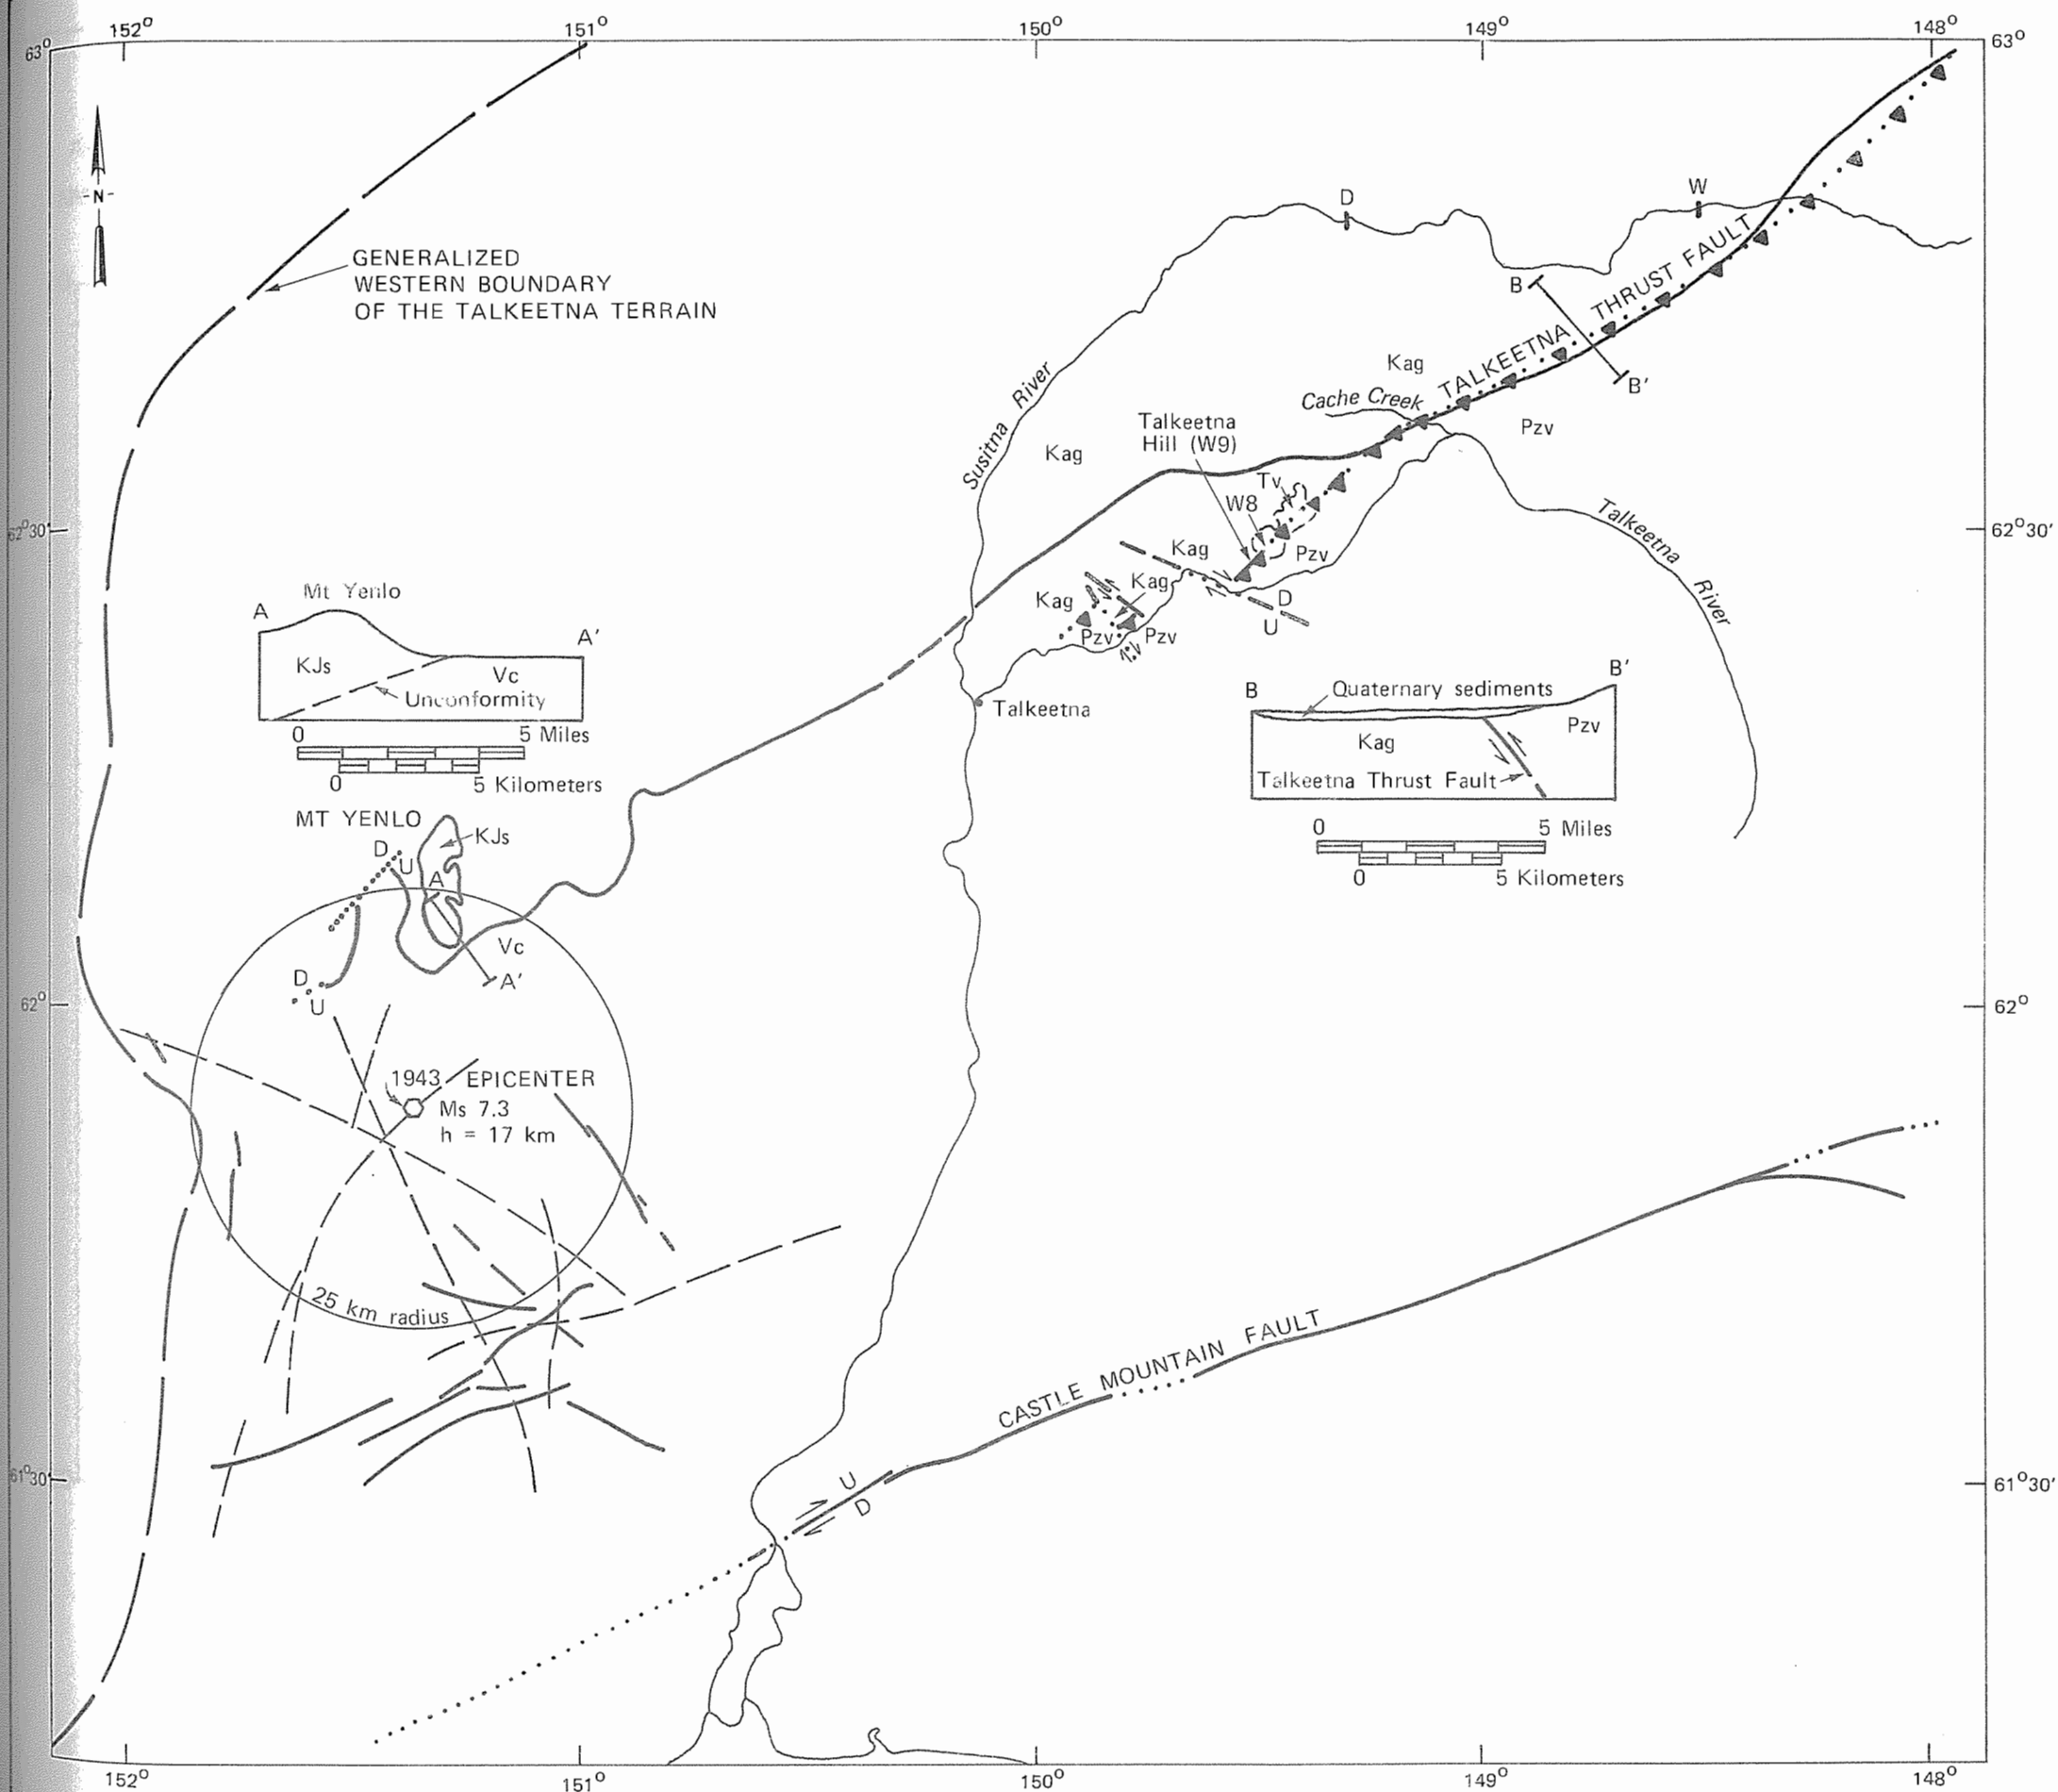 152°
151°
150°
149°
148°
63°
63°
N
D
W
GENERALIZED
WESTERN BOUNDARY
OF THE TALKEETNA TERRAIN
B
TALKEETNA THRUST FAULT
B'
Kag
Susitna River
Cache Creek
Talkeetna
Hill (W9)
Pzv
Kag
Tv
W8
62°30'
62°30'
Talkeetna River
Kag
Pzv
Kag
Kag
D
U
Pzv
Pzv
Mt Yenlo
A
A'
KJs
Vc
Unconformity
0
5 Miles
0
5 Kilometers
Talkeetna
B
B'
Quaternary sediments
Pzv
Kag
Talkeetna Thrust Fault
0
5 Miles
0
5 Kilometers
MT YENLO
KJs
D
U
A
Vc
A'
D
U
62°
62°
1943 EPICENTER
Ms 7.3
h = 17 km
25 km radius
CASTLE MOUNTAIN FAULT
61°30'
61°30'
U
D
152°
151°
150°
149°
148°